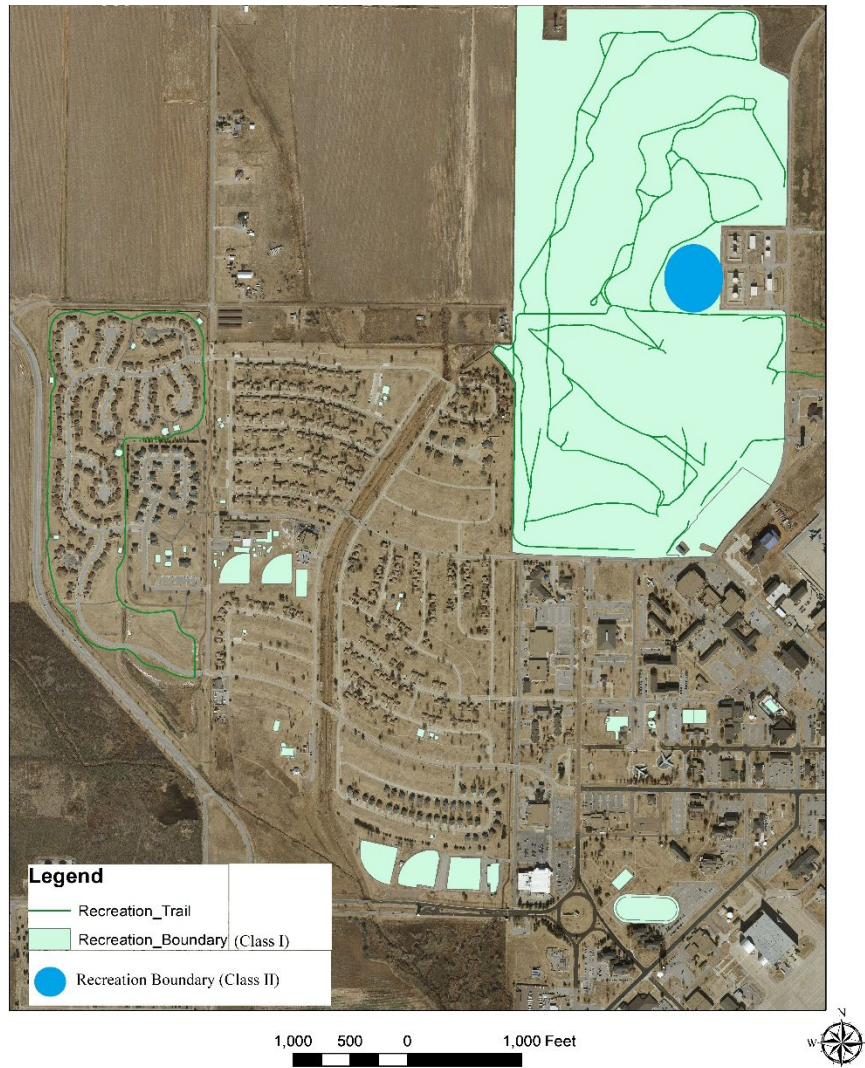 Legend
Recreation_Trail
Recreation_Boundary (Class I)
Recreation Boundary (Class II)
1,000 500 0 1,000 Feet
N
W